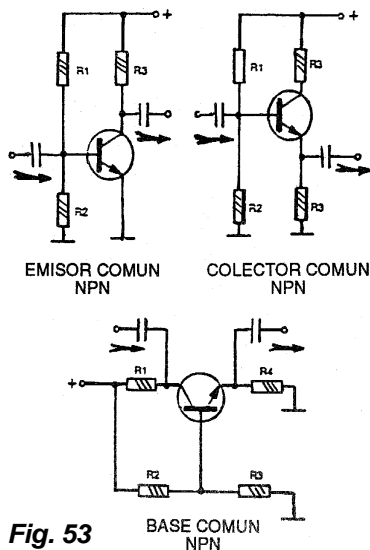 + +
R1 R3 R1 R3
R2 R2 R3
EMISOR COMUN COLECTOR COMUN
NPN NPN
+ R1 R4
R2 R3
Fig. 53 BASE COMUN
NPN